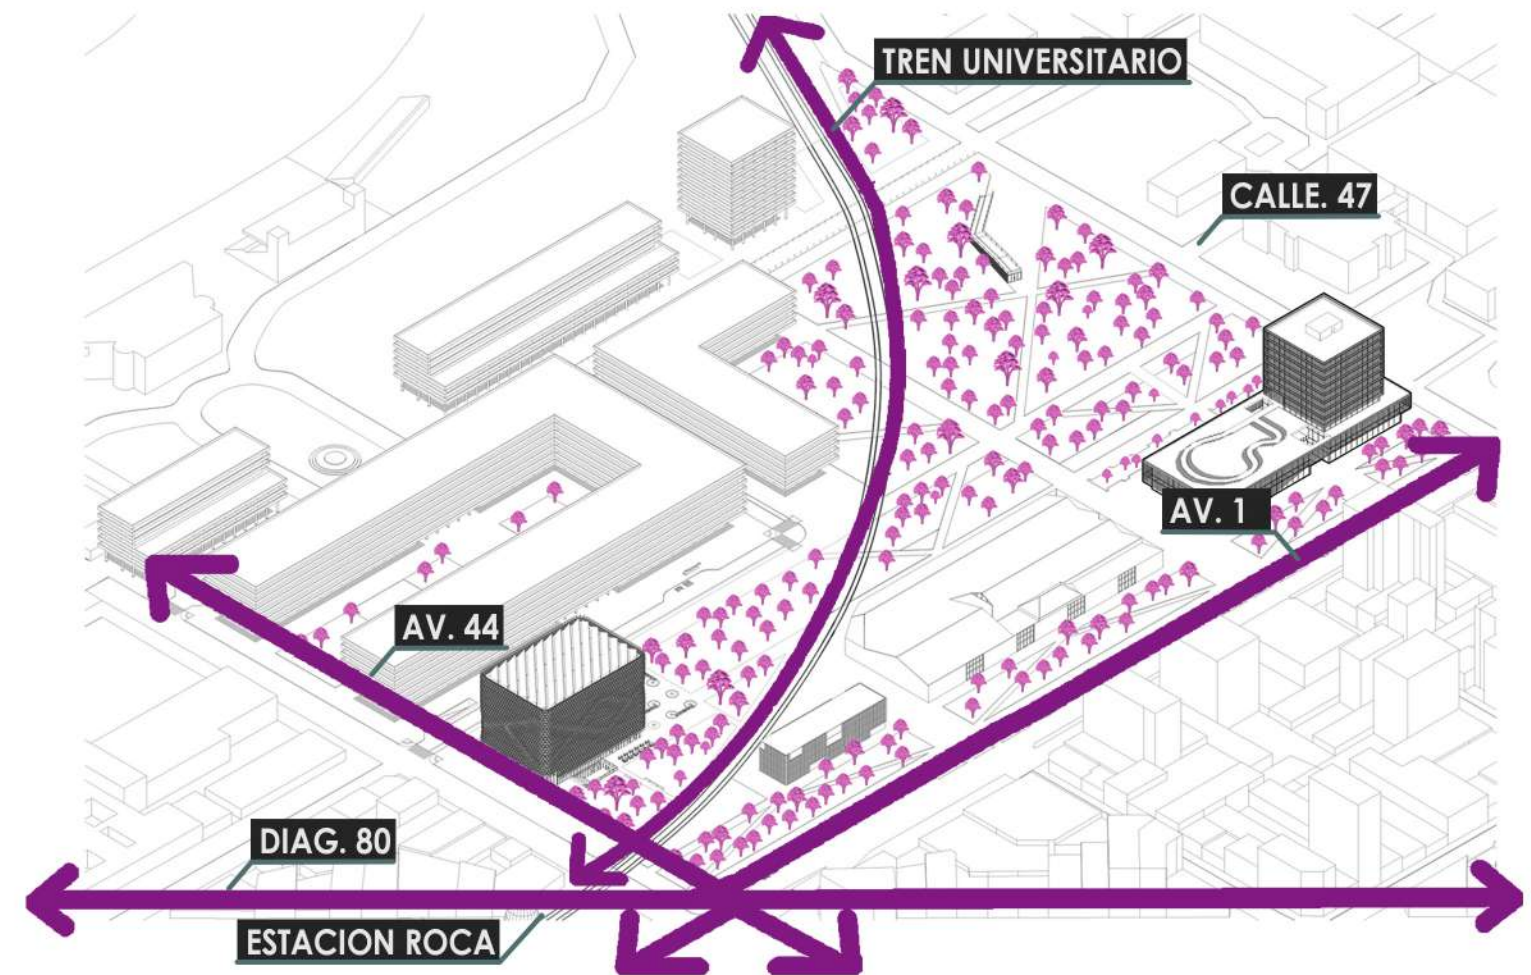 TREN UNIVERSITARIO
CALLE. 47
AV. 1
AV. 44
DIAG. 80
ESTACION ROCA